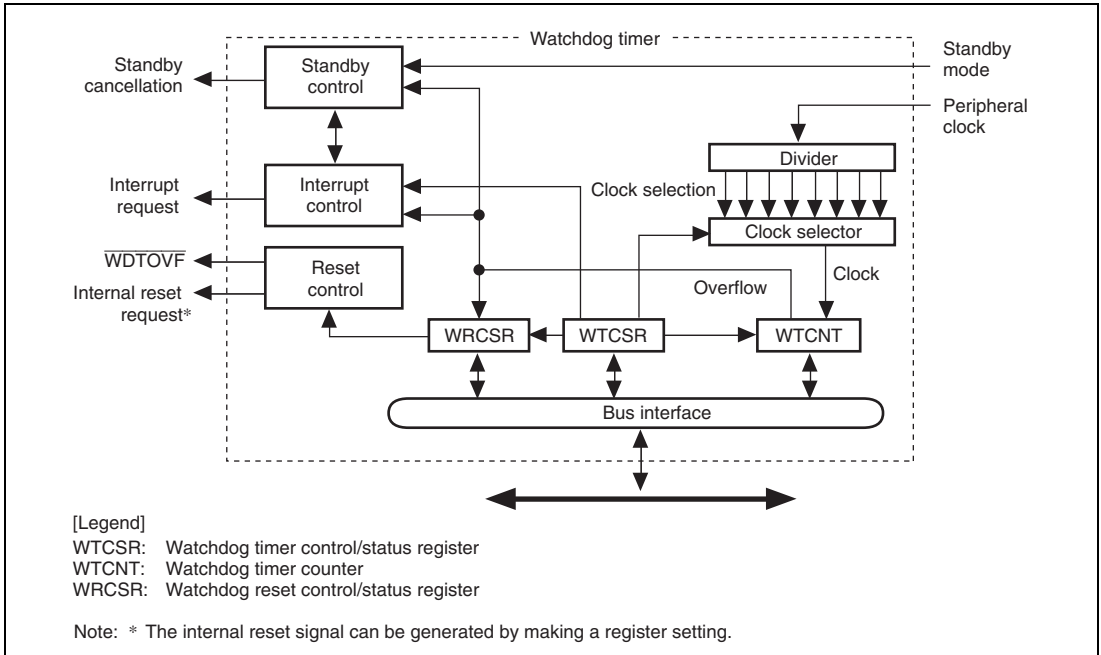 Watchdog timer
Standby
cancellation
Standby
control
Standby
mode
Peripheral
clock
Divider
Interrupt
request
Interrupt
control
Clock selection
Clock selector
WDTOVF
Internal reset
request*
Reset
control
Clock
Overflow
WRCSR
WTCSR
WTCNT
Bus interface
[Legend]
WTCSR: Watchdog timer control/status register
WTCNT: Watchdog timer counter
WRCSR: Watchdog reset control/status register
Note: * The internal reset signal can be generated by making a register setting.